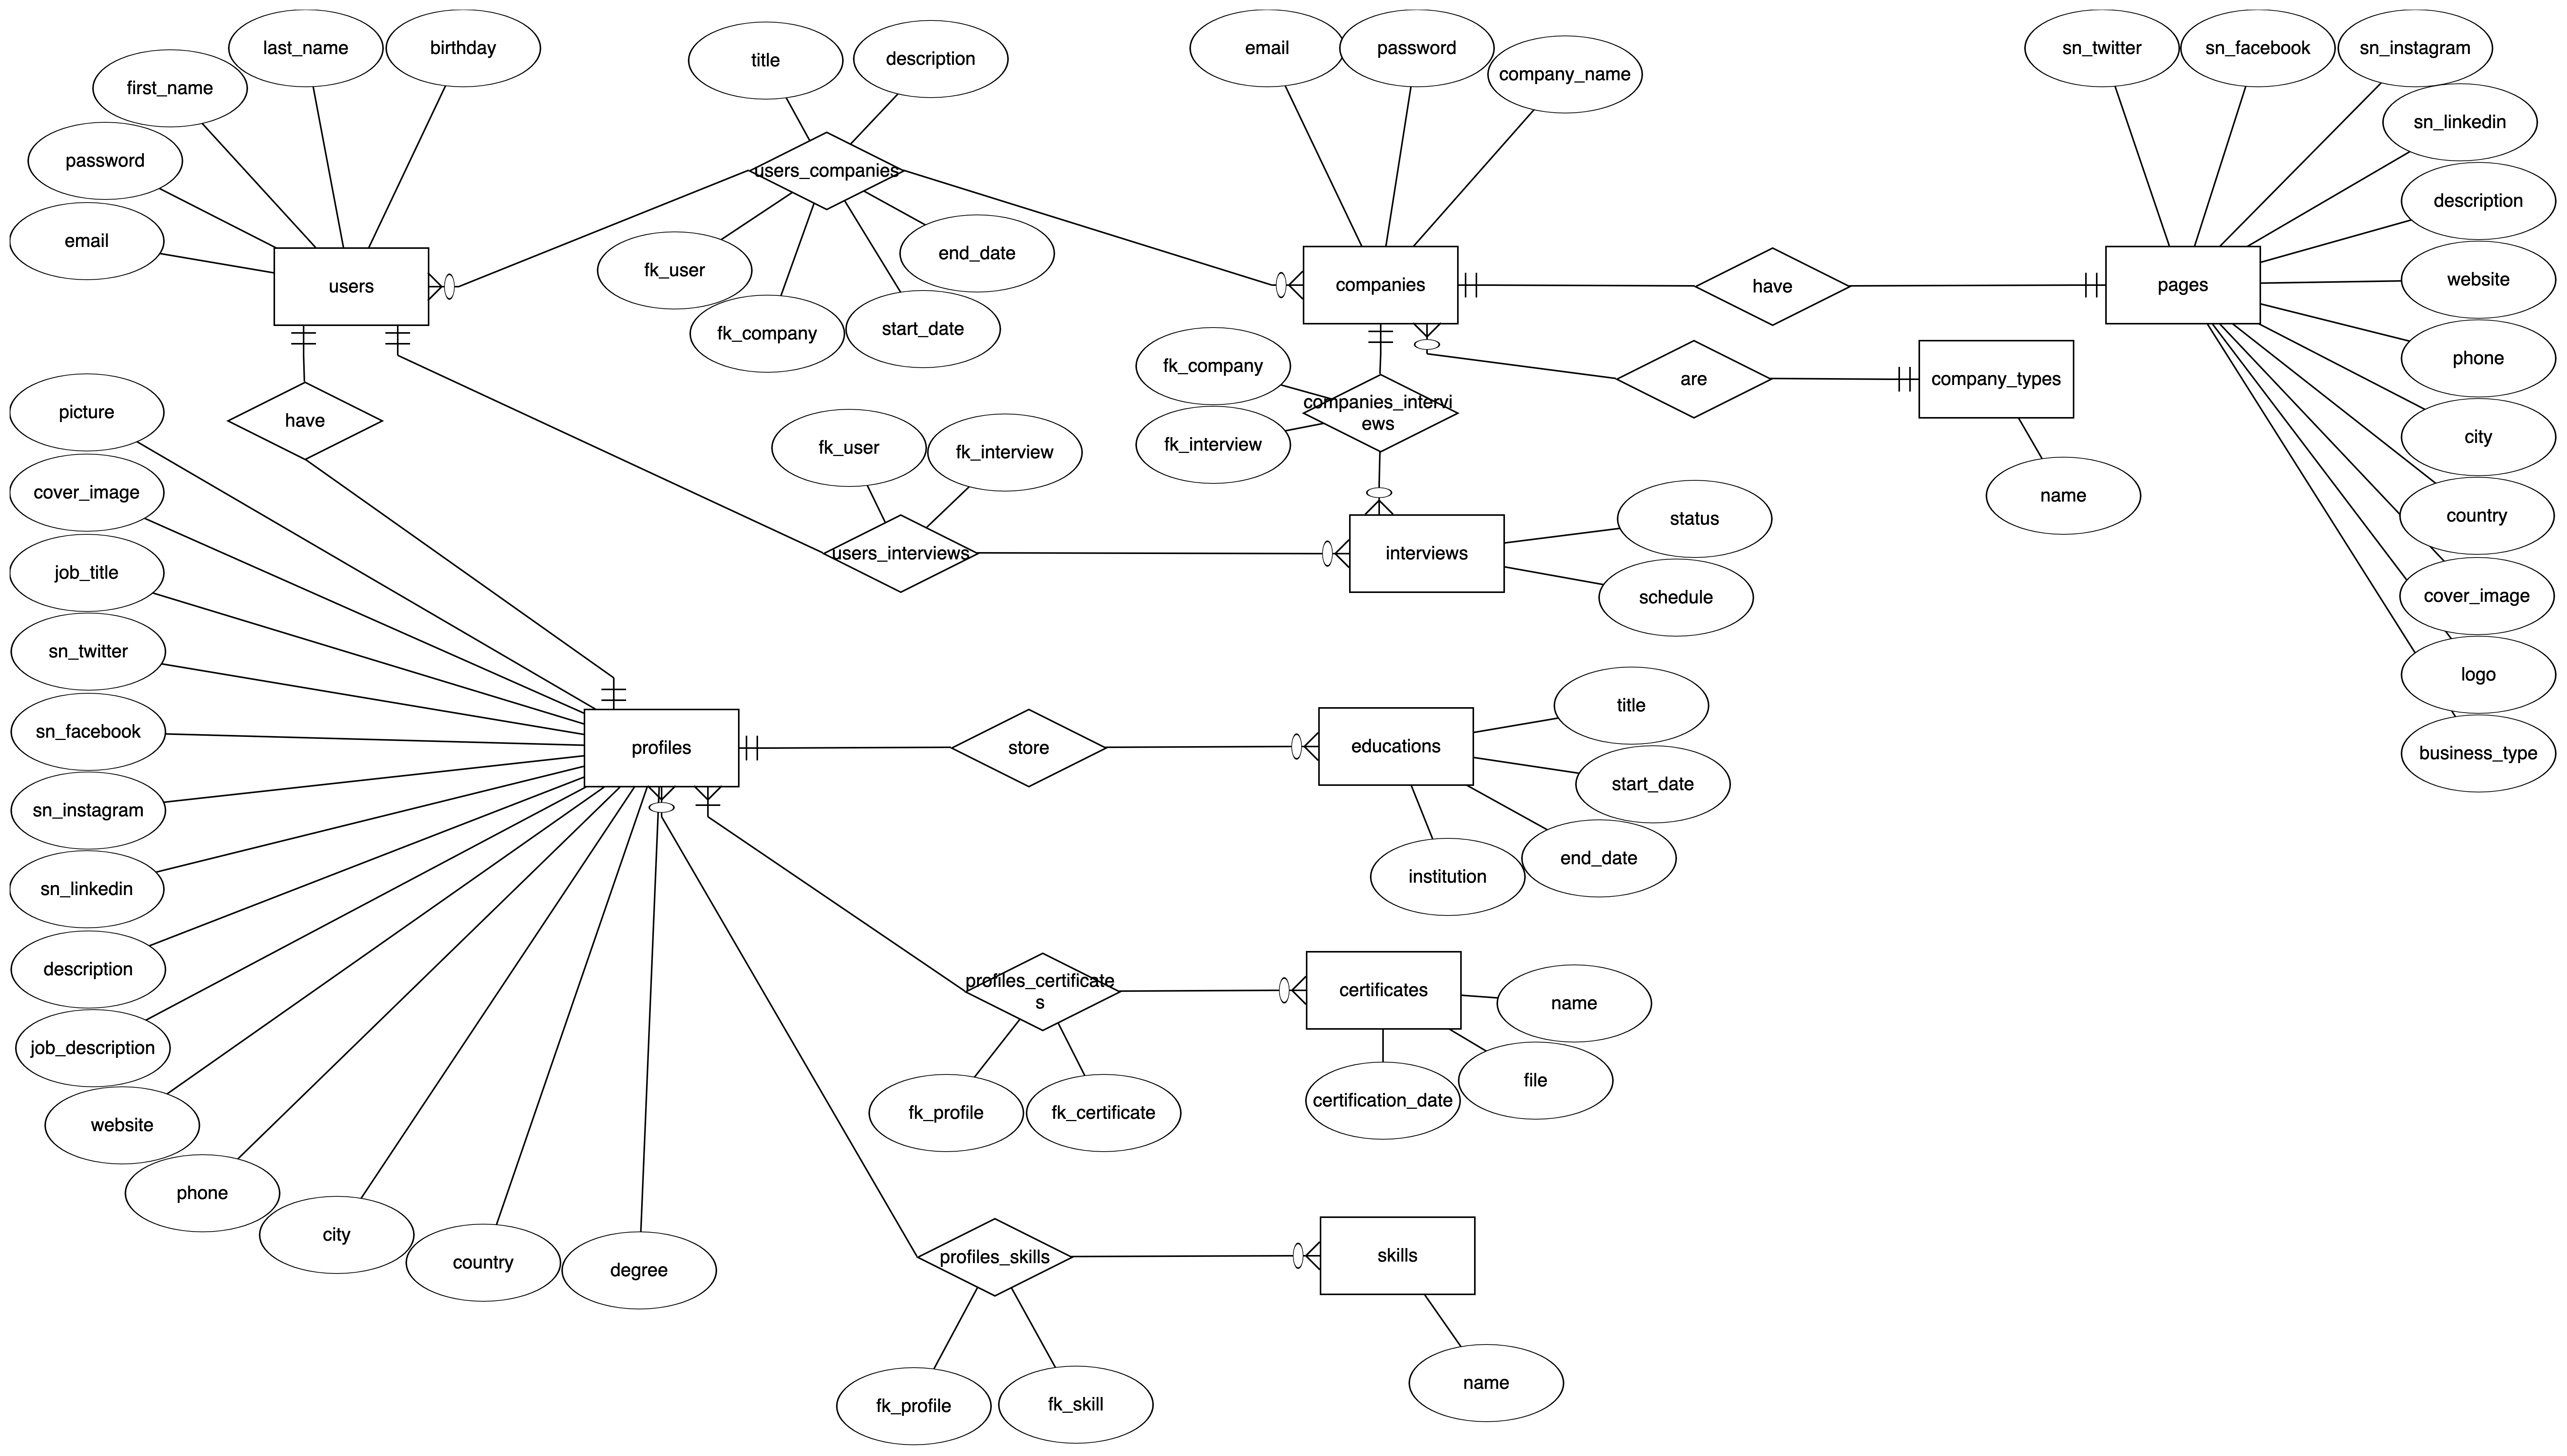 last_name
birthday
first_name
password
email
users
title
description
users_companies
fk_user
fk_company
start_date
end_date
email
password
company_name
companies
have
pages
sn_twitter
sn_facebook
sn_instagram
sn_linkedin
description
website
phone
city
country
cover_image
logo
business_type
are
company_types
name
fk_company
fk_interview
companies_intervi
ews
have
fk_user
fk_interview
users_interviews
interviews
status
schedule
picture
cover_image
job_title
sn_twitter
sn_facebook
sn_instagram
sn_linkedin
description
job_description
website
phone
city
country
degree
profiles
store
educations
title
start_date
end_date
institution
profiles_certificate
s
fk_profile
fk_certificate
certificates
name
file
certification_date
profiles_skills
fk_profile
fk_skill
skills
name